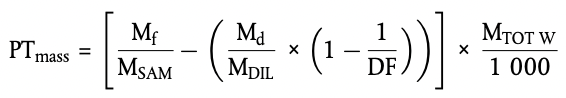 PT_mass = [ M_f / M_SAM − ( M_d / M_DIL × ( 1 − 1 / DF ) ) ] × M_TOT W / 1 000